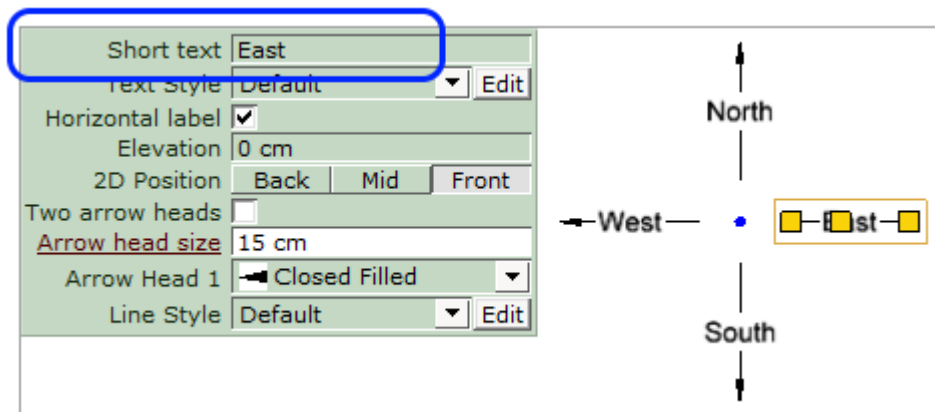 Short text East
Text Style Default Edit
Horizontal label
Elevation 0 cm
2D Position Back Mid Front
Two arrow heads
Arrow head size 15 cm
Arrow Head 1 Closed Filled
Line Style Default Edit
North
West
East
South